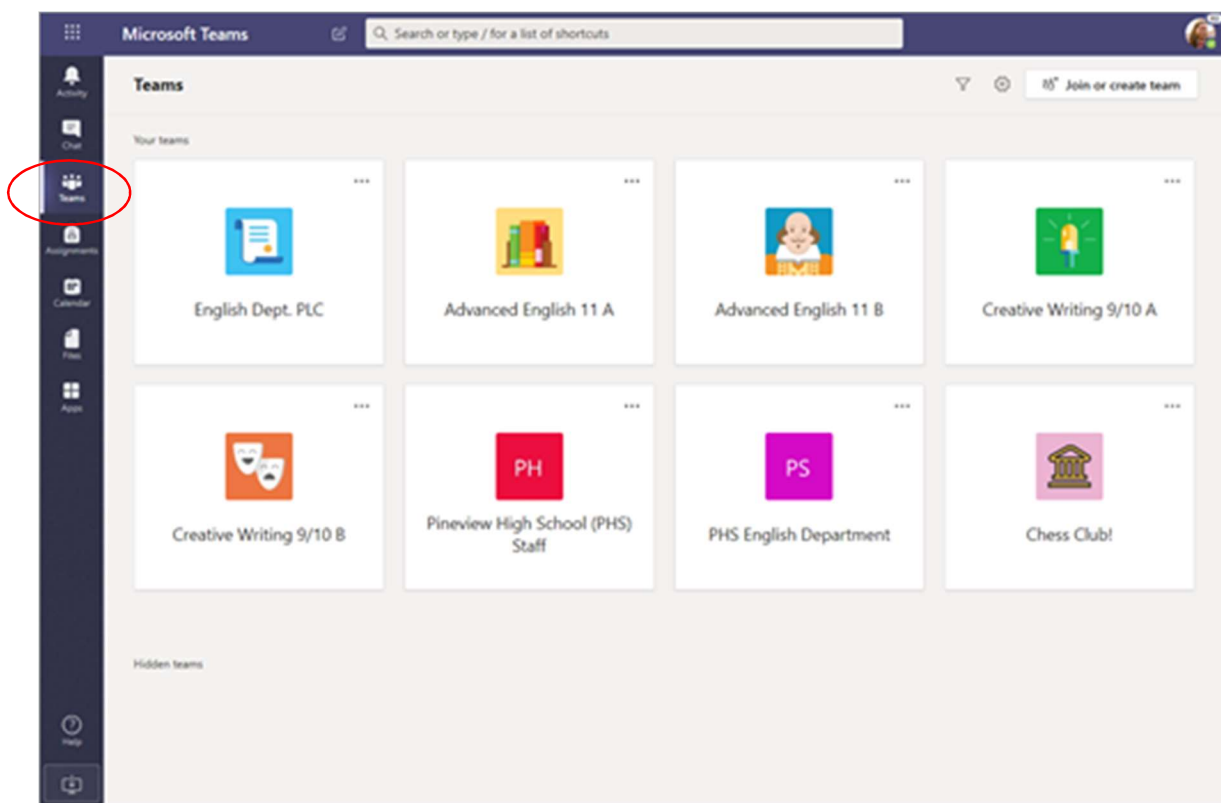 Microsoft Teams
Search or type / for a list of shortcuts
Activity
Chat
Teams
Assignments
Calendar
Files
Apps
Help
Teams
Join or create team
Your teams
English Dept. PLC
Advanced English 11 A
Advanced English 11 B
Creative Writing 9/10 A
Creative Writing 9/10 B
PH
Pineview High School (PHS)
Staff
PS
PHS English Department
Chess Club!
Hidden teams